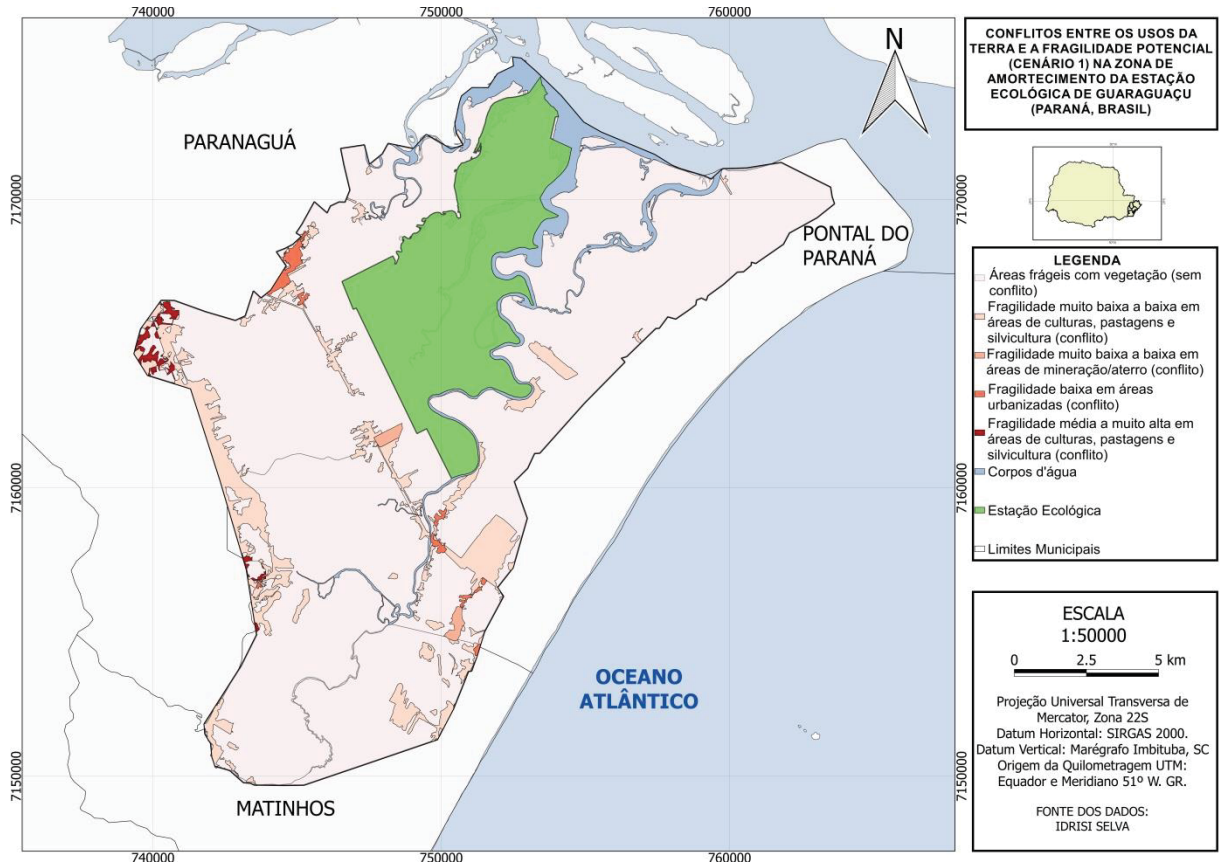 740000
750000
760000
7170000
7160000
7150000
PARANAGUÁ
N
PONTAL DO
PARANÁ
OCEANO
ATLÂNTICO
MATINHOS
7170000
7160000
7150000
740000
750000
760000
CONFLITOS ENTRE OS USOS DA
TERRA E A FRAGILIDADE POTENCIAL
(CENÁRIO 1) NA ZONA DE
AMORTECIMENTO DA ESTAÇÃO
ECOLÓGICA DE GUARAGUAÇU
(PARANÁ, BRASIL)
LEGENDA
Áreas frágeis com vegetação (sem
conflito)
Fragilidade muito baixa a baixa em
áreas de culturas, pastagens e
silvicultura (conflito)
Fragilidade muito baixa a baixa em
áreas de mineração/aterro (conflito)
Fragilidade baixa em áreas
urbanizadas (conflito)
Fragilidade média a muito alta em
áreas de culturas, pastagens e
silvicultura (conflito)
Corpos d'água
Estação Ecológica
Limites Municipais
ESCALA
1:50000
0 2.5 5 km
Projeção Universal Transversa de
Mercator, Zona 22S
Datum Horizontal: SIRGAS 2000.
Datum Vertical: Marégrafo Imbituba, SC
Origem da Quilometragem UTM:
Equador e Meridiano 51º W. GR.
FONTE DOS DADOS:
IDRISI SELVA